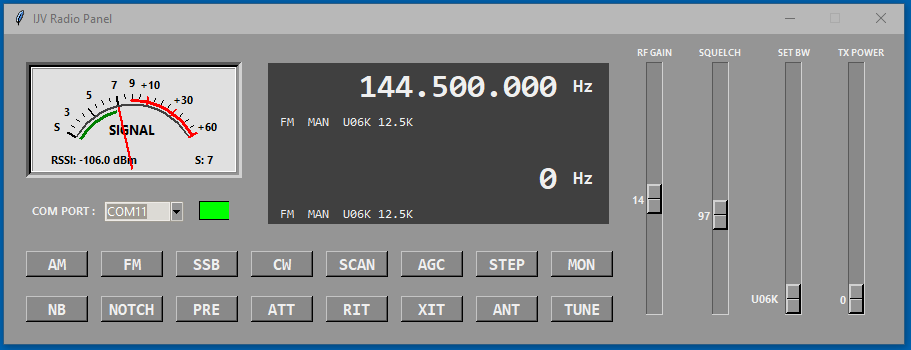 IJV Radio Panel
RF GAIN SQUELCH SET BW TX POWER
S 3 5 7 9 +10 +30 +60
SIGNAL
RSSI: -106.0 dBm S: 7
144.500.000 Hz
FM MAN U06K 12.5K
0 Hz
FM MAN U06K 12.5K
14
97
U06K
0
COM PORT : COM11
AM FM SSB CW SCAN AGC STEP MON
NB NOTCH PRE ATT RIT XIT ANT TUNE